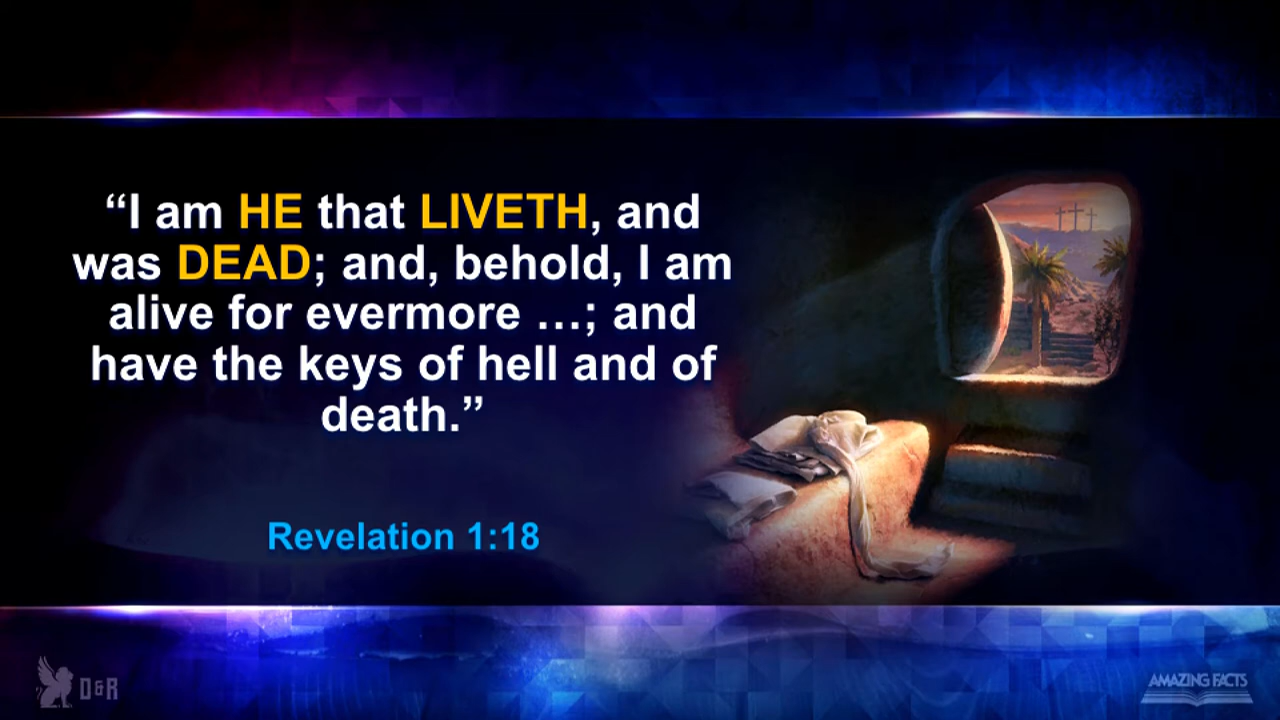 “I am HE that LIVETH, and
was DEAD; and, behold, I am
alive for evermore ...; and
have the keys of hell and of
death.”
Revelation 1:18
D&R
AMAZING FACTS